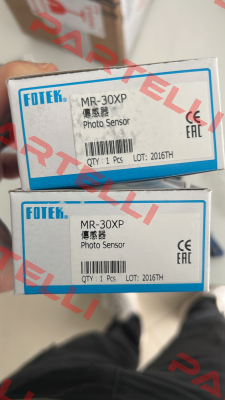 FOTEK
MR-30XP
傳感器
Photo Sensor
CE
EAC
QTY : 1 Pcs LOT: 2016TH
FOTEK
MR-30XP
傳感器
Photo Sensor
CE
EAC
QTY : 1 Pcs LOT: 2016TH
PARTELLI
PARTELLI
PARTELLI